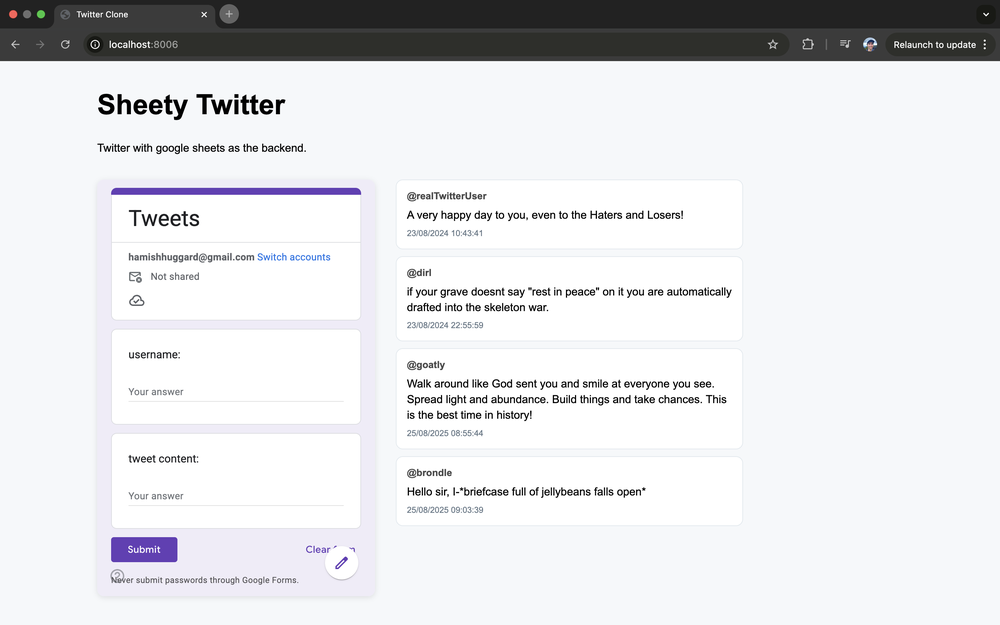 Twitter Clone
localhost:8006
Relaunch to update
Sheety Twitter
Twitter with google sheets as the backend.
Tweets
hamishhuggard@gmail.com Switch accounts
Not shared
username:
Your answer
tweet content:
Your answer
Submit
Clear
Never submit passwords through Google Forms.
@realTwitterUser
A very happy day to you, even to the Haters and Losers!
23/08/2024 10:43:41
@dirl
if your grave doesnt say "rest in peace" on it you are automatically
drafted into the skeleton war.
23/08/2024 22:55:59
@goatly
Walk around like God sent you and smile at everyone you see.
Spread light and abundance. Build things and take chances. This
is the best time in history!
25/08/2025 08:55:44
@brondle
Hello sir, I-*briefcase full of jellybeans falls open*
25/08/2025 09:03:39